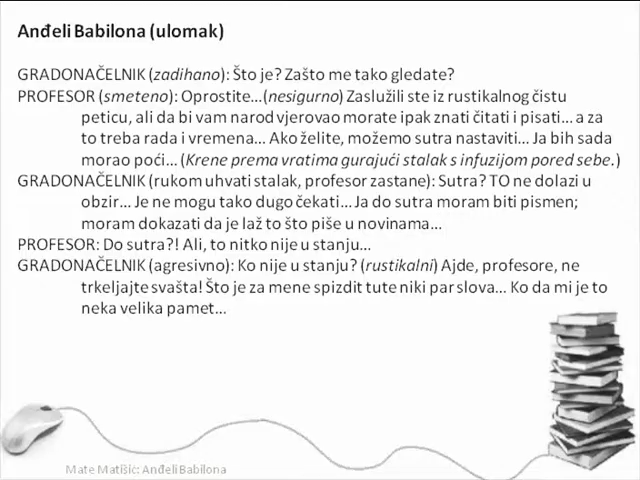 Anđeli Babilona (ulomak)
GRADONAČELNIK (zadihano): Što je? Zašto me tako gledate?
PROFESOR (smeteno): Oprostite...(nesigurno) Zaslužili ste iz rustikalnog čistu
peticu, ali da bi vam narod vjerovao morate ipak znati čitati i pisati... a za
to treba rada i vremena... Ako želite, možemo sutra nastaviti... Ja bih sada
morao poći... (Krene prema vratima gurajući stalak s infuzijom pored sebe.)
GRADONAČELNIK (rukom uhvati stalak, profesor zastane): Sutra? TO ne dolazi u
obzir... Je ne mogu tako dugo čekati... Ja do sutra moram biti pismen;
moram dokazati da je laž to što piše u novinama...
PROFESOR: Do sutra?! Ali, to nitko nije u stanju...
GRADONAČELNIK (agresivno): Ko nije u stanju? (rustikalni) Ajde, profesore, ne
trkeljajte svašta! Što je za mene spizdit tute niki par slova... Ko da mi je to
neka velika pamet...
Mate Matišić: Anđeli Babilona